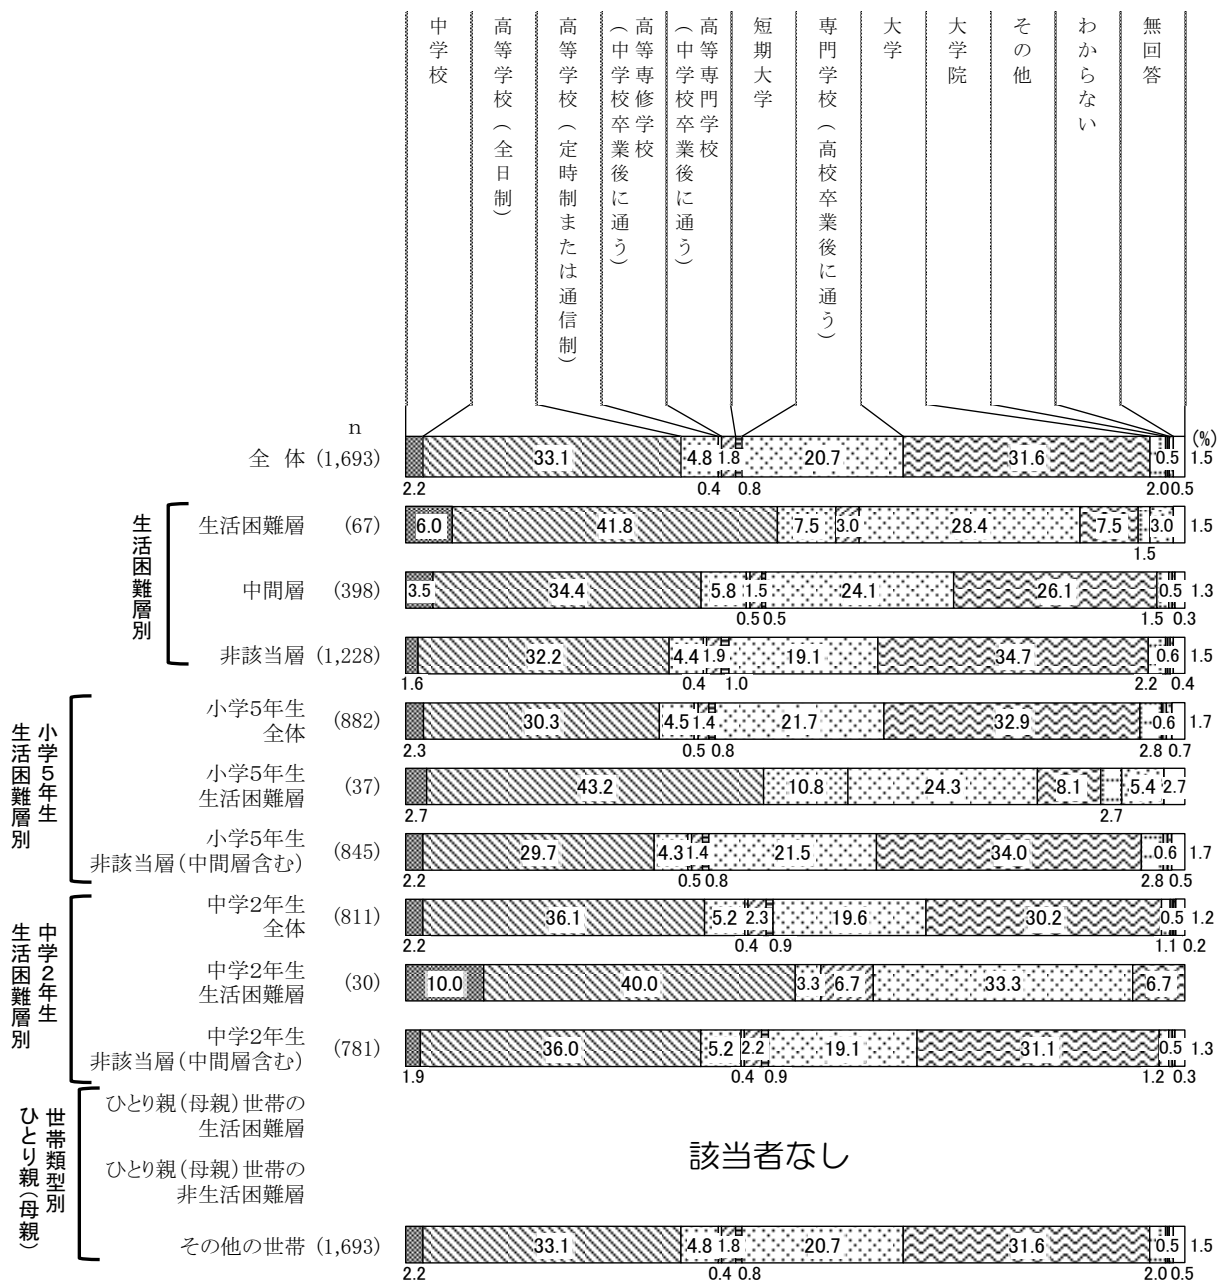 中学校
高等学校(全日制)
高等学校(定時制または通信制)
高等専修学校
(中学校卒業後に通う)
高等専門学校
(中学校卒業後に通う)
短期大学
専門学校(高校卒業後に通う)
大学
大学院
その他
わからない
無回答
n
(%)
全 体 (1,693) 33.1 4.8 1.8 20.7 31.6 0.5 1.5
2.2 0.4 0.8 2.0 0.5
生活困難層別
生活困難層 (67) 6.0 41.8 7.5 3.0 28.4 7.5 3.0 1.5
1.5
中間層 (398) 3.5 34.4 5.8 1.5 24.1 26.1 0.5 1.3
0.5 0.5 1.5 0.3
非該当層 (1,228) 32.2 4.4 1.9 19.1 34.7 0.6 1.5
1.6 0.4 1.0 2.2 0.4
小学5年生
生活困難層別
小学5年生
全体 (882) 30.3 4.5 1.4 21.7 32.9 0.6 1.7
2.3 0.5 0.8 2.8 0.7
小学5年生
生活困難層 (37) 43.2 10.8 24.3 8.1 5.4 2.7
2.7 2.7
小学5年生
非該当層(中間層含む) (845) 29.7 4.3 1.4 21.5 34.0 0.6 1.7
2.2 0.5 0.8 2.8 0.5
中学2年生
生活困難層別
中学2年生
全体 (811) 36.1 5.2 2.3 19.6 30.2 0.5 1.2
2.2 0.4 0.9 1.1 0.2
中学2年生
生活困難層 (30) 10.0 40.0 3.3 6.7 33.3 6.7
中学2年生
非該当層(中間層含む) (781) 36.0 5.2 2.2 19.1 31.1 0.5 1.3
1.9 0.4 0.9 1.2 0.3
世帯類型別
ひとり親(母親)
ひとり親(母親)世帯の
生活困難層
該当者なし
ひとり親(母親)世帯の
非生活困難層
その他の世帯 (1,693) 33.1 4.8 1.8 20.7 31.6 0.5 1.5
2.2 0.4 0.8 2.0 0.5